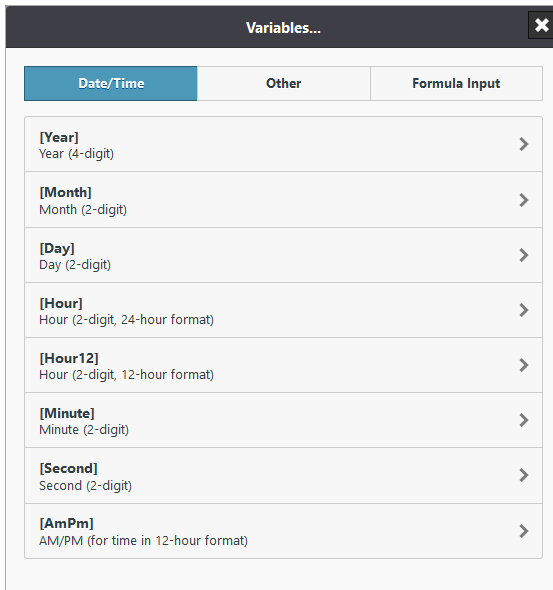 Variables...
Date/Time
Other
Formula Input
[Year]
Year (4-digit)
[Month]
Month (2-digit)
[Day]
Day (2-digit)
[Hour]
Hour (2-digit, 24-hour format)
[Hour12]
Hour (2-digit, 12-hour format)
[Minute]
Minute (2-digit)
[Second]
Second (2-digit)
[AmPm]
AM/PM (for time in 12-hour format)